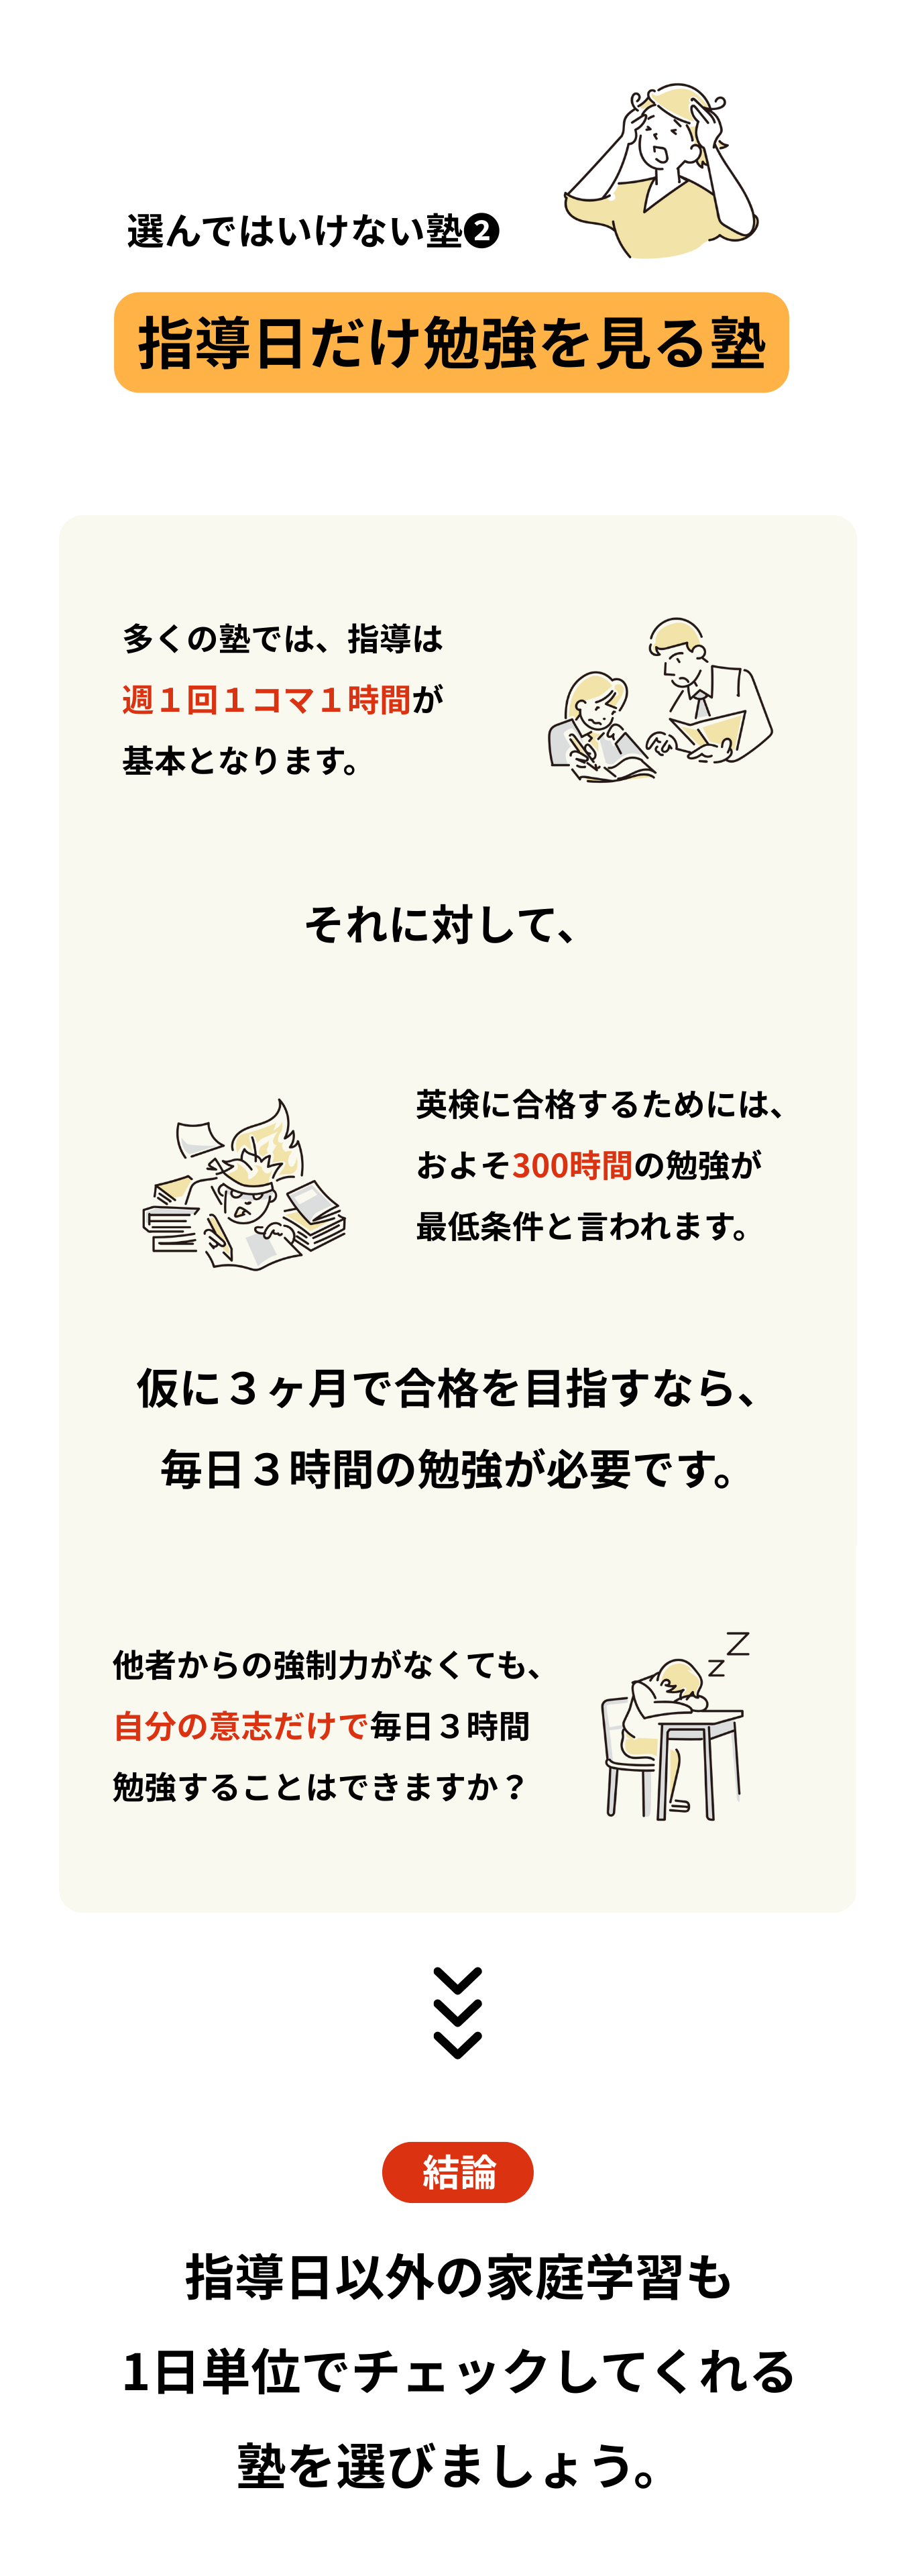 選んではいけない塾❷
指導日だけ勉強を見る塾
多くの塾では、指導は
週１回１コマ１時間が
基本となります。
それに対して、
英検に合格するためには、
およそ300時間の勉強が
最低条件と言われます。
仮に３ヶ月で合格を目指すなら、
毎日３時間の勉強が必要です。
他者からの強制力がなくても、
自分の意志だけで毎日３時間
勉強することはできますか？
Z
Z
結論
指導日以外の家庭学習も
1日単位でチェックしてくれる
塾を選びましょう。